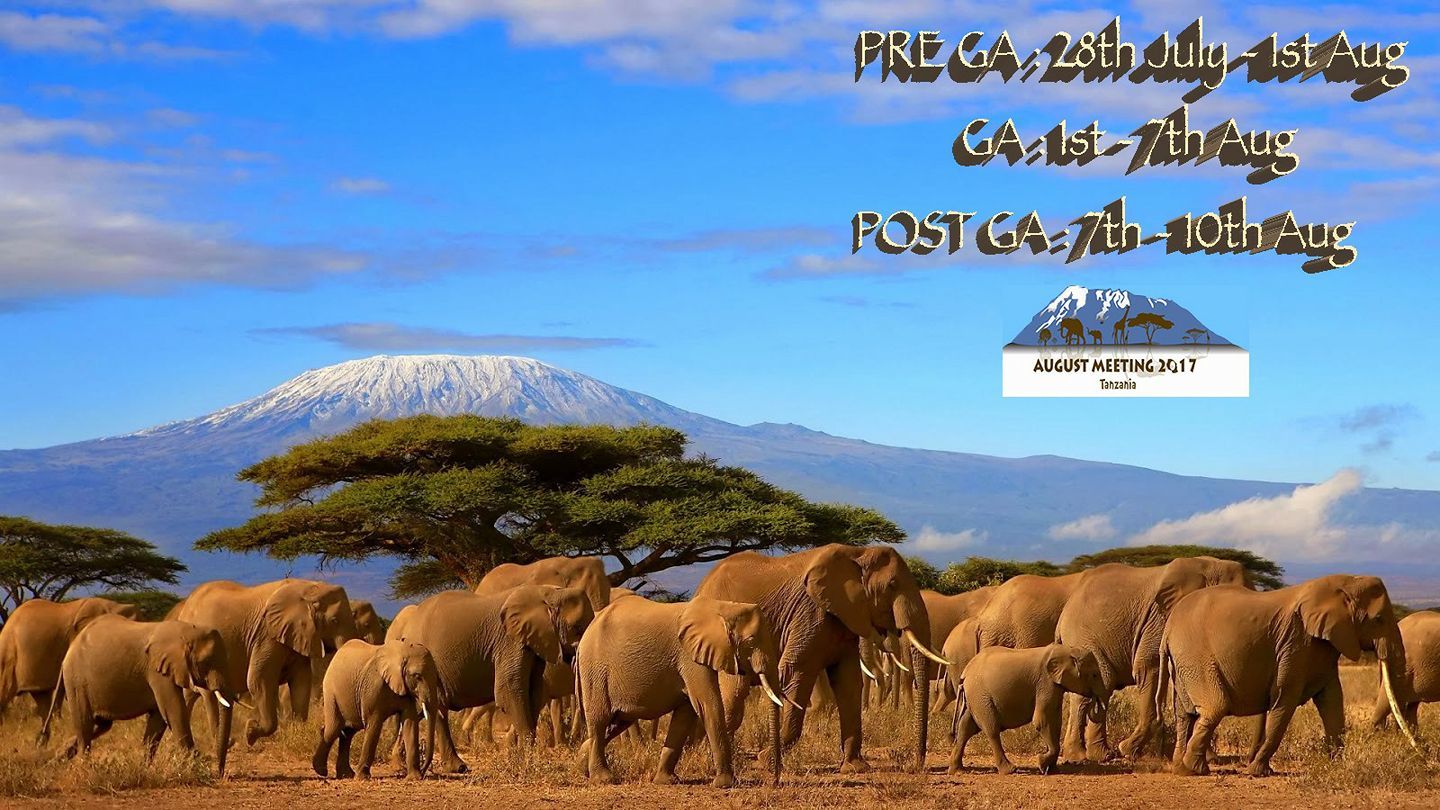 PRE GA : 28th July - 1st Aug
GA : 1st - 7th Aug
POST GA : 7th - 10th Aug
AUGUST MEETING 2017
Tanzania